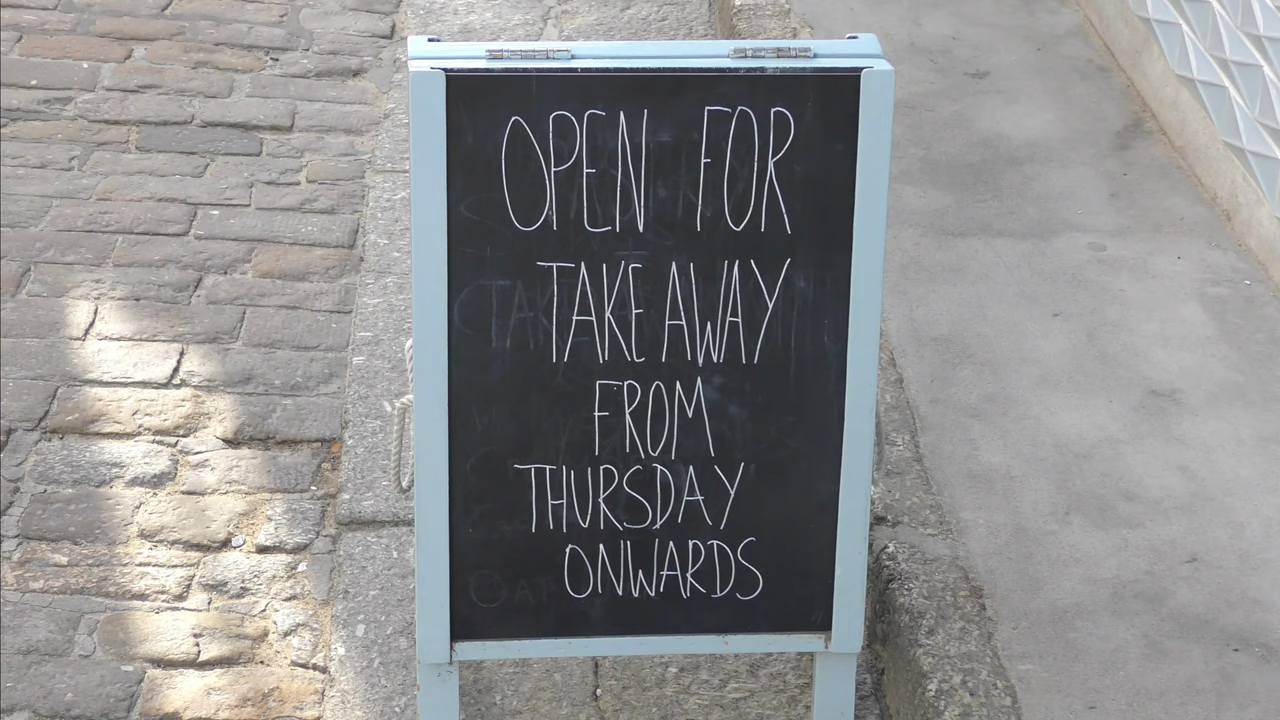 OPEN FOR
TAKE AWAY
FROM
THURSDAY
ONWARDS